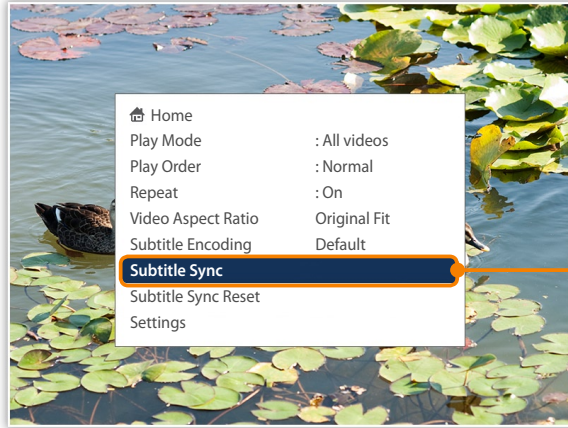 Home
Play Mode : All videos
Play Order : Normal
Repeat : On
Video Aspect Ratio Original Fit
Subtitle Encoding Default
Subtitle Sync
Subtitle Sync Reset
Settings